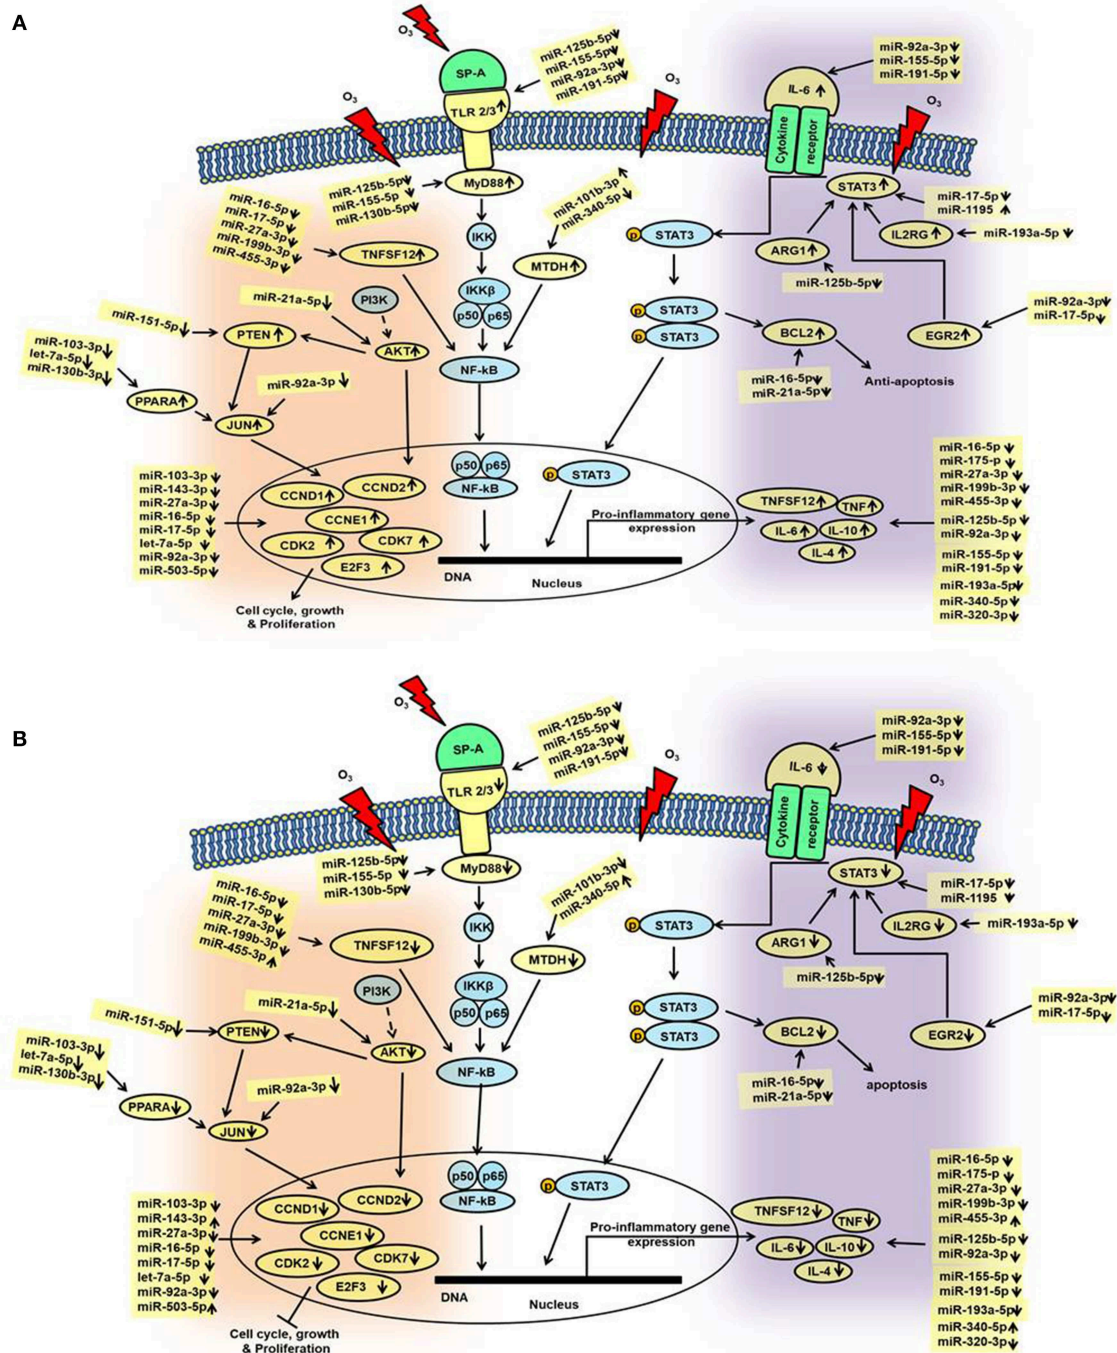 A
O3
SP-A
TLR 2/3
miR-125b-5p
miR-155-5p
miR-92a-3p
miR-191-5p
IL-6
miR-92a-3p
miR-155-5p
miR-191-5p
O3
O3
O3
Cytokine
receptor
miR-125b-5p
miR-155-5p
miR-130b-5p
MyD88
miR-101b-3p
miR-340-5p
STAT3
miR-17-5p
miR-1195
miR-16-5p
miR-17-5p
miR-27a-3p
miR-199b-3p
miR-455-3p
TNFSF12
IKK
MTDH
p STAT3
ARG1
IL2RG
miR-193a-5p
miR-125b-5p
miR-21a-5p
PI3K
IKKβ
p50 p65
p STAT3
p STAT3
BCL2
EGR2
miR-92a-3p
miR-17-5p
miR-151-5p
PTEN
AKT
NF-kB
miR-103-3p
let-7a-5p
miR-130b-3p
miR-92a-3p
miR-16-5p
miR-21a-5p
Anti-apoptosis
PPARA
JUN
miR-103-3p
miR-143-3p
miR-27a-3p
miR-16-5p
miR-17-5p
let-7a-5p
miR-92a-3p
miR-503-5p
CCND1
CCND2
CCNE1
CDK2
CDK7
E2F3
p50 p65
NF-kB
p STAT3
Pro-inflammatory gene
expression
DNA
Nucleus
Cell cycle, growth
& Proliferation
TNFSF12
TNF
IL-6
IL-10
IL-4
miR-16-5p
miR-175-p
miR-27a-3p
miR-199b-3p
miR-455-3p
miR-125b-5p
miR-92a-3p
miR-155-5p
miR-191-5p
miR-193a-5p
miR-340-5p
miR-320-3p
B
O3
SP-A
TLR 2/3
miR-125b-5p
miR-155-5p
miR-92a-3p
miR-191-5p
IL-6
miR-92a-3p
miR-155-5p
miR-191-5p
O3
O3
O3
Cytokine
receptor
miR-125b-5p
miR-155-5p
miR-130b-5p
MyD88
miR-101b-3p
miR-340-5p
STAT3
miR-17-5p
miR-1195
miR-16-5p
miR-17-5p
miR-27a-3p
miR-199b-3p
miR-455-3p
TNFSF12
IKK
MTDH
p STAT3
ARG1
IL2RG
miR-193a-5p
miR-125b-5p
miR-21a-5p
PI3K
IKKβ
p50 p65
p STAT3
p STAT3
BCL2
EGR2
miR-92a-3p
miR-17-5p
miR-151-5p
PTEN
AKT
NF-kB
miR-103-3p
let-7a-5p
miR-130b-3p
miR-92a-3p
miR-16-5p
miR-21a-5p
apoptosis
PPARA
JUN
miR-103-3p
miR-143-3p
miR-27a-3p
miR-16-5p
miR-17-5p
let-7a-5p
miR-92a-3p
miR-503-5p
CCND1
CCND2
CCNE1
CDK2
CDK7
E2F3
p50 p65
NF-kB
p STAT3
Pro-inflammatory gene
expression
DNA
Nucleus
Cell cycle, growth
& Proliferation
TNFSF12
TNF
IL-6
IL-10
IL-4
miR-16-5p
miR-175-p
miR-27a-3p
miR-199b-3p
miR-455-3p
miR-125b-5p
miR-92a-3p
miR-155-5p
miR-191-5p
miR-193a-5p
miR-340-5p
miR-320-3p